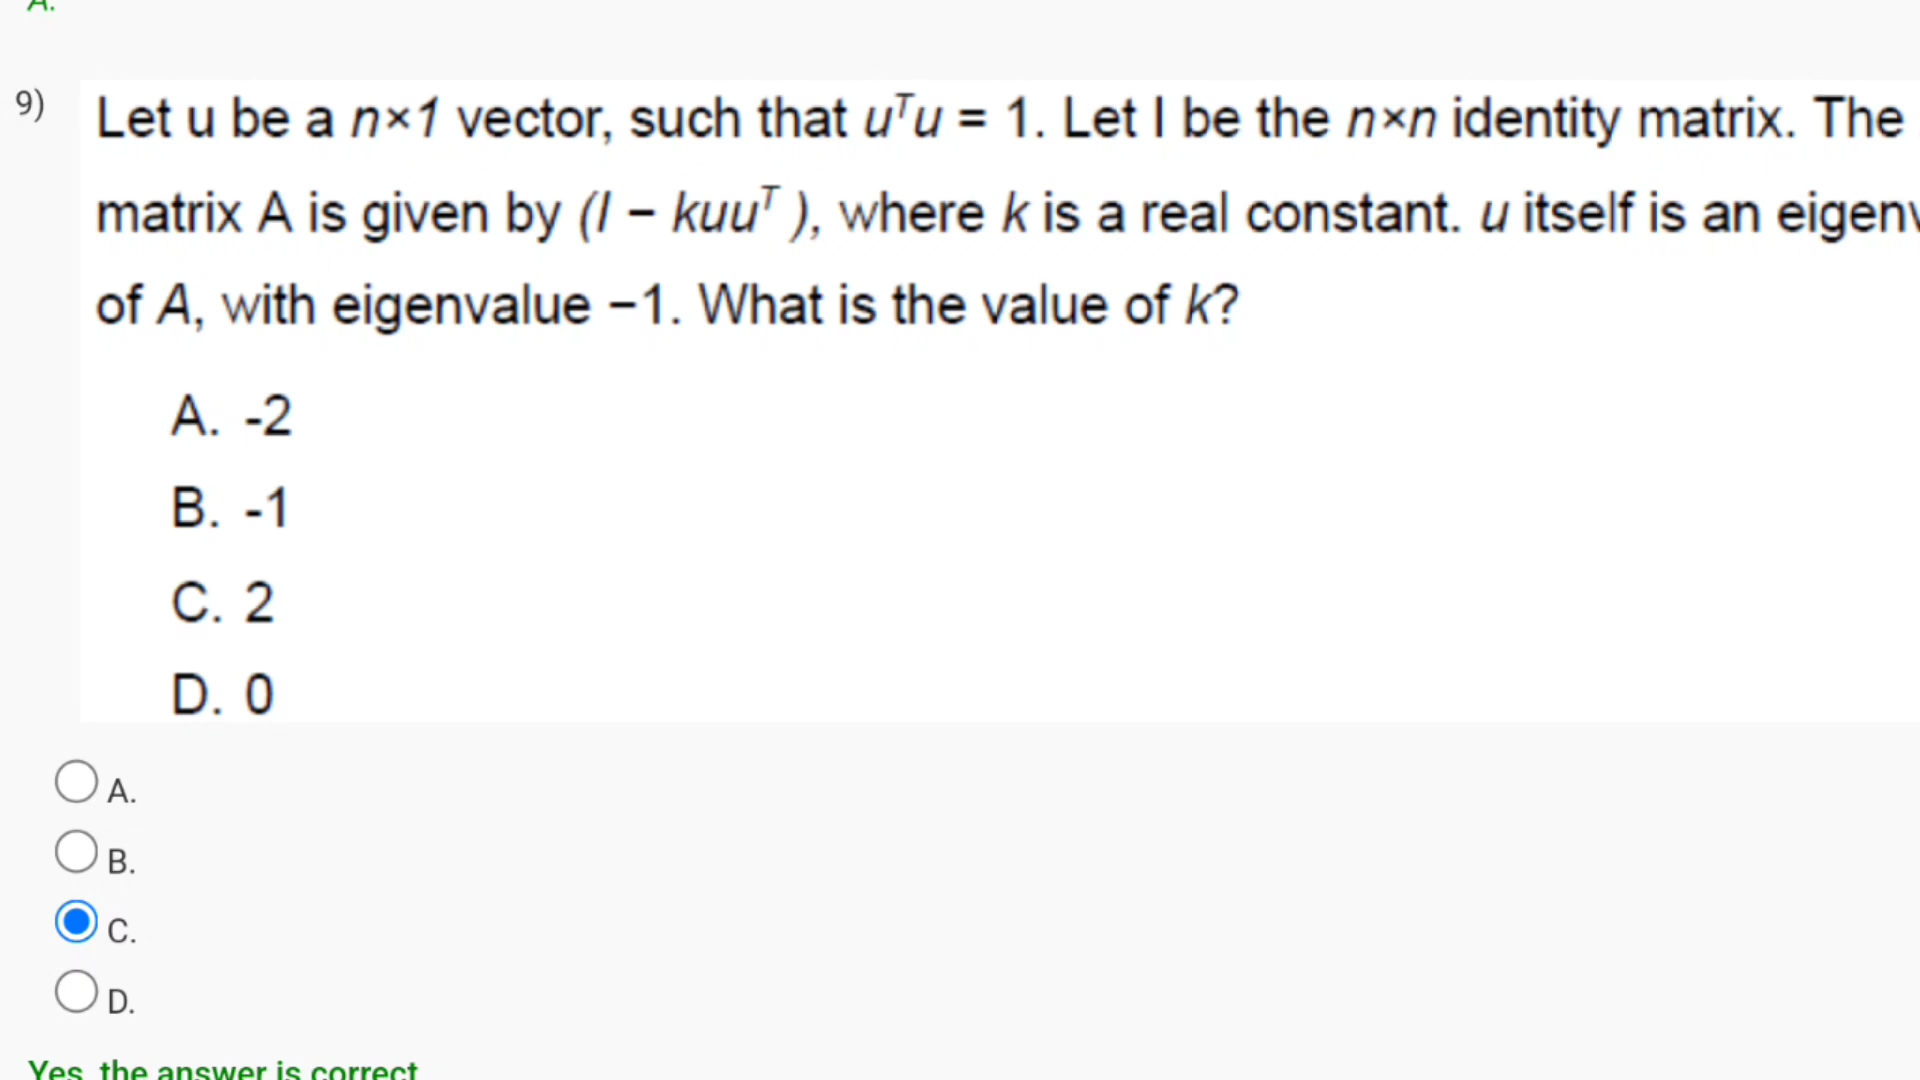 A.
9) Let u be a n×1 vector, such that uᵀu = 1. Let I be the n×n identity matrix. The
matrix A is given by (I − kuuᵀ ), where k is a real constant. u itself is an eigenv
of A, with eigenvalue −1. What is the value of k?
A. -2
B. -1
C. 2
D. 0
A.
B.
C.
D.
Yes, the answer is correct.